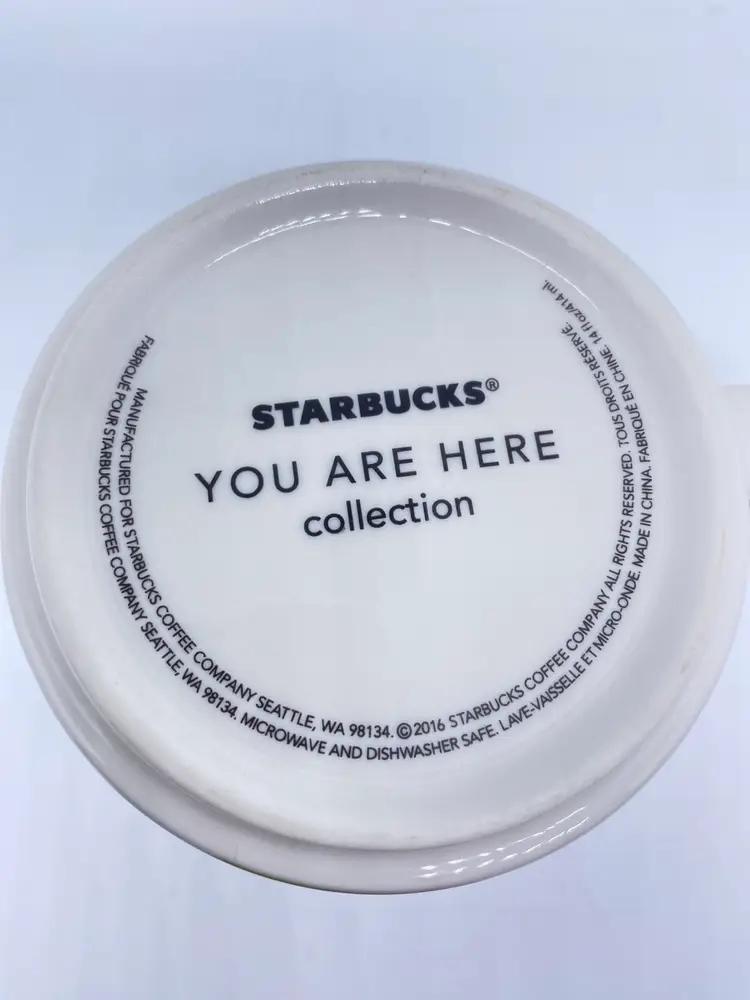 STARBUCKS®
YOU ARE HERE
collection
MANUFACTURED FOR STARBUCKS COFFEE COMPANY SEATTLE, WA 98134. ©2016 STARBUCKS COFFEE COMPANY ALL RIGHTS RESERVED. TOUS DROITS RÉSERVÉ.
FABRIQUÉ POUR STARBUCKS COFFEE COMPANY SEATTLE, WA 98134. MICROWAVE AND DISHWASHER SAFE. LAVE-VAISSELLE ET MICRO-ONDE. MADE IN CHINA. FABRIQUÉ EN CHINE. 14 fl oz/414 ml